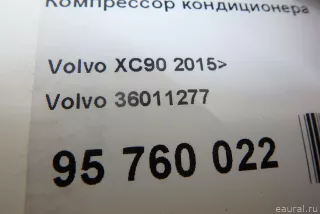 Компрессор кондиционера
Volvo XC90 2015>
Volvo 36011277
95 760 022
eaural.ru